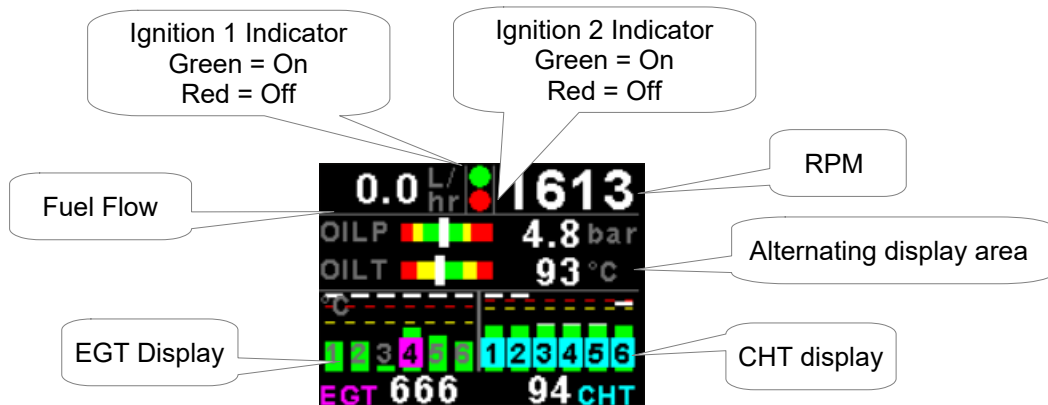 Ignition 1 Indicator
Green = On
Red = Off
Ignition 2 Indicator
Green = On
Red = Off
RPM
Fuel Flow
0.0 L/hr 1613
OILP 4.8 bar
Alternating display area
OILT 93 °C
°C
EGT Display
1 2 3 4 5 6 1 2 3 4 5 6
CHT display
EGT 666 94 CHT